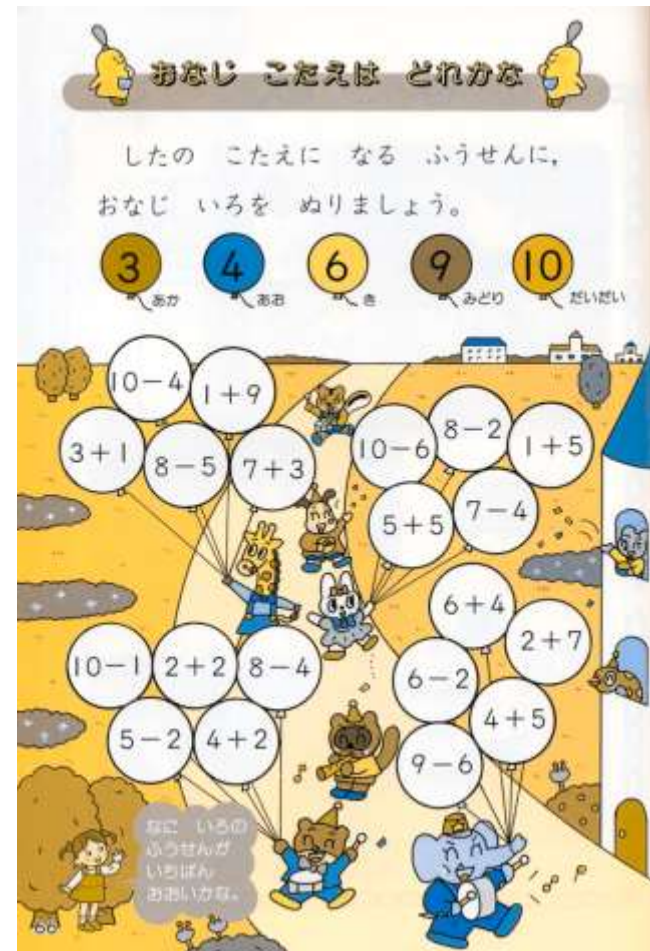 おなじ こたえは どれかな
したの こたえに なる ふうせんに,
おなじ いろを ぬりましょう。
3 4 6 9 10
あか あお き みどり だいだい
10-4
1+9
3+1
8-5
7+3
10-6
8-2
1+5
5+5
7-4
10-1
2+2
8-4
5-2
4+2
6+4
2+7
6-2
4+5
9-6
なに いろの
ふうせんが
いちばん
おおいかな。